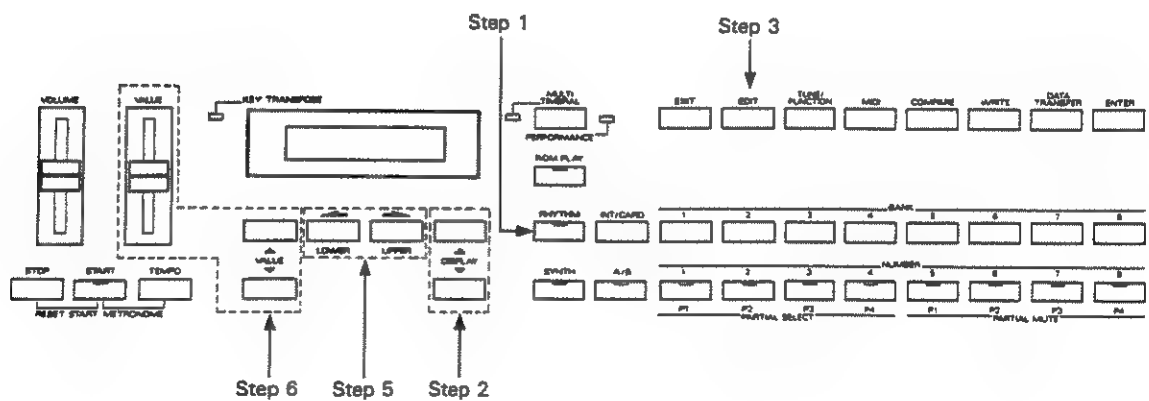 Step 1
Step 3
VOLUME
VALUE
KEY TRANSPOSE
MULTI
TIMBRAL
PERFORMANCE
EXIT
EDIT
TUNE/
FUNCTION
MIDI
COMPARE
WRITE
DATA
TRANSFER
ENTER
ROM PLAY
RHYTHM
INT/CARD
BANK
1 2 3 4 5 6 7 8
LOWER
UPPER
VALUE
DISPLAY
STOP
START
TEMPO
RESET START
METRONOME
SYNTH
A/B
NUMBER
1 2 3 4 5 6 7 8
P1 P2 P3 P4 P1 P2 P3 P4
PARTIAL SELECT
PARTIAL MUTE
Step 6
Step 5
Step 2